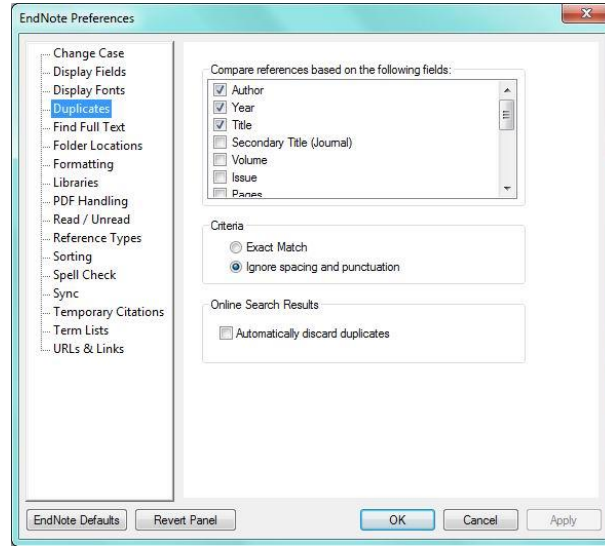 EndNote Preferences
Change Case
Display Fields
Display Fonts
Duplicates
Find Full Text
Folder Locations
Formatting
Libraries
PDF Handling
Read / Unread
Reference Types
Sorting
Spell Check
Sync
Temporary Citations
Term Lists
URLs & Links
Compare references based on the following fields:
Author
Year
Title
Secondary Title (Journal)
Volume
Issue
Pages
Criteria
Exact Match
Ignore spacing and punctuation
Online Search Results
Automatically discard duplicates
EndNote Defaults
Revert Panel
OK
Cancel
Apply